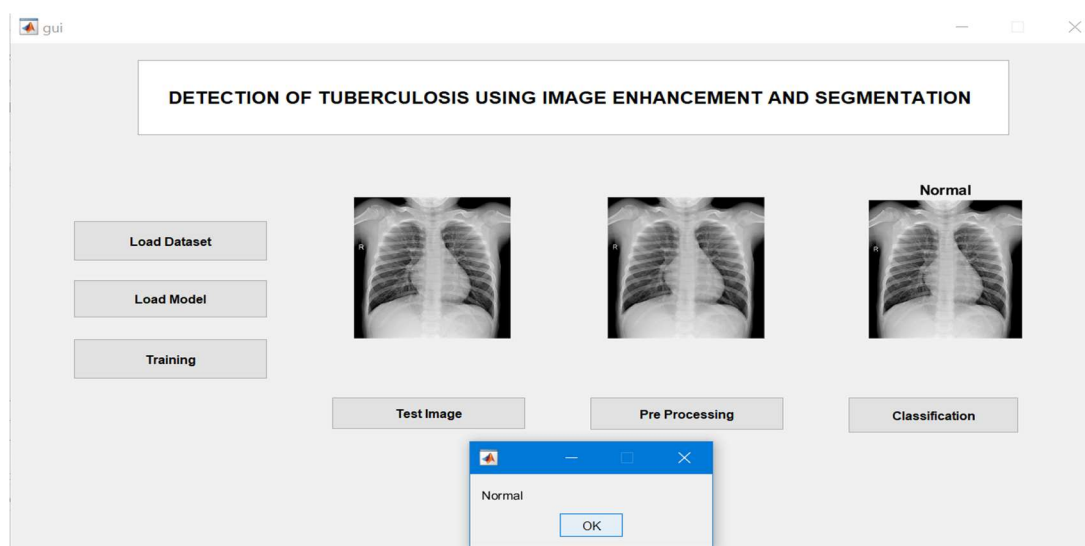 gui
DETECTION OF TUBERCULOSIS USING IMAGE ENHANCEMENT AND SEGMENTATION
Normal
R
R
R
Load Dataset
Load Model
Training
Test Image
Pre Processing
Classification
Normal
OK